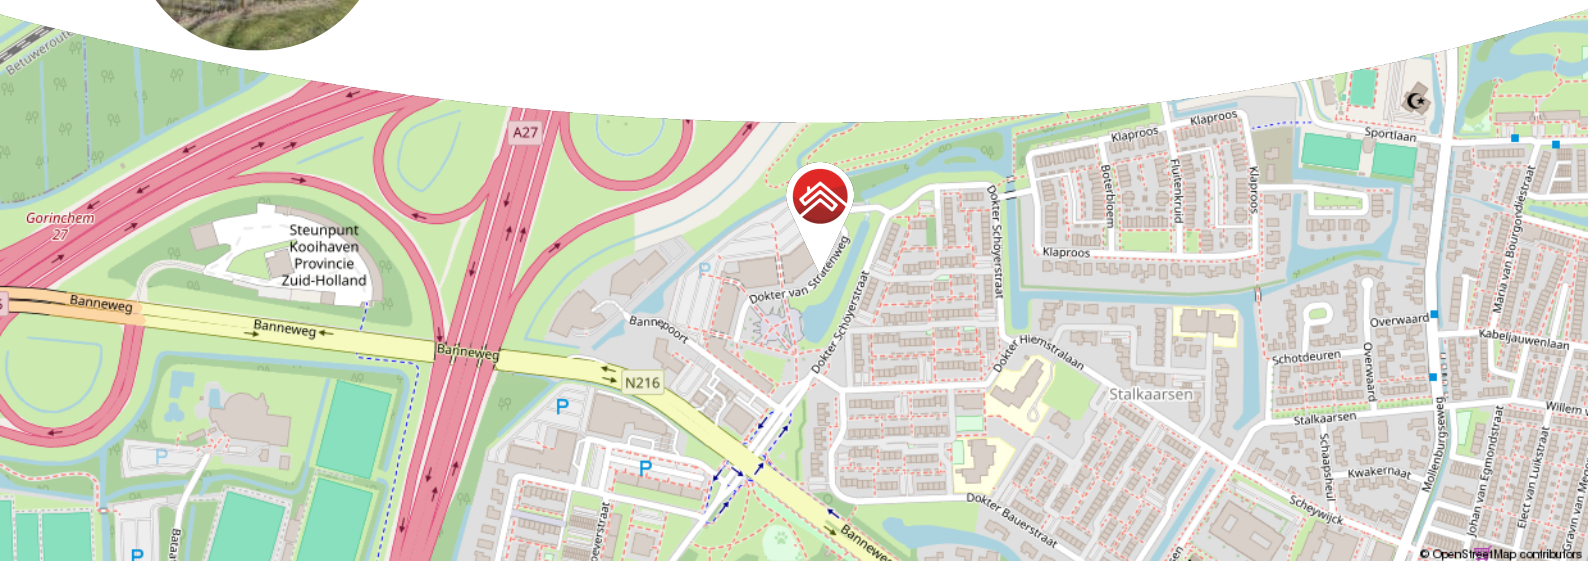 Betuweroute
A27
Gorinchem
27
Steunpunt
Kooihaven
Provincie
Zuid-Holland
Banneweg
Banneweg
Banneweg
N216
Bannepoort
P
Dokter van Stratenweg
Dokter Schoyerstraat
Dokter Schoyerstraat
Klaproos
Klaproos
Klaproos
Klaproos
Boterbloem
Fluitenkruid
Sportlaan
Maria van Bourgondiestraat
Overwaard
Overwaard
Kabeljauwenlaan
Schotdeuren
Dokter Hiemstralaan
Stalkaarsen
Stalkaarsen
Willem v
Mollenburgseweg
Schaapsheul
Kwakernaat
Scheywijck
Johan van Egmondstraat
Elect van Luikstraat
Dokter Bauerstraat
Banneweg
P
P
P
P
© OpenStreetMap contributors